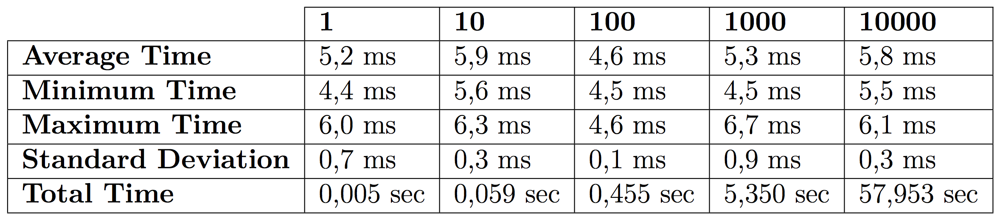 1 10 100 1000 10000
Average Time 5,2 ms 5,9 ms 4,6 ms 5,3 ms 5,8 ms
Minimum Time 4,4 ms 5,6 ms 4,5 ms 4,5 ms 5,5 ms
Maximum Time 6,0 ms 6,3 ms 4,6 ms 6,7 ms 6,1 ms
Standard Deviation 0,7 ms 0,3 ms 0,1 ms 0,9 ms 0,3 ms
Total Time 0,005 sec 0,059 sec 0,455 sec 5,350 sec 57,953 sec